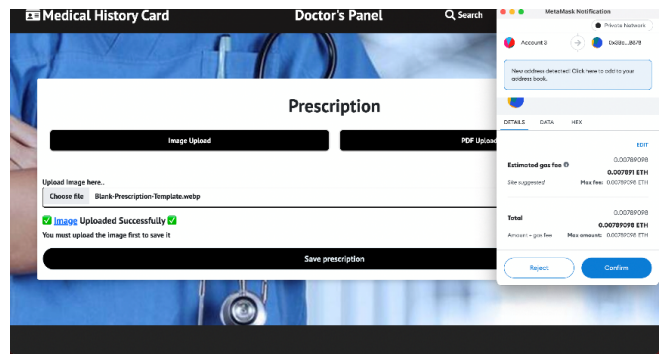 Medical History Card
Doctor's Panel
Search
Prescription
Image Upload
PDF Upload
Upload image here..
Choose file Blank-Prescription-Template.webp
✅ Image Uploaded Successfully ✅
You must upload the image first to save it
Save prescription
MetaMask Notification
Private Network
Account 3
New address detected! Click here to add to your
address book.
DETAILS DATA HEX
EDIT
0.00789098
Estimated gas fee
0.007891 ETH
Site suggested Max fee: 0.00789098 ETH
0.00789098
Total
0.00789098 ETH
Amount + gas fee Max amount: 0.00789098 ETH
Reject
Confirm